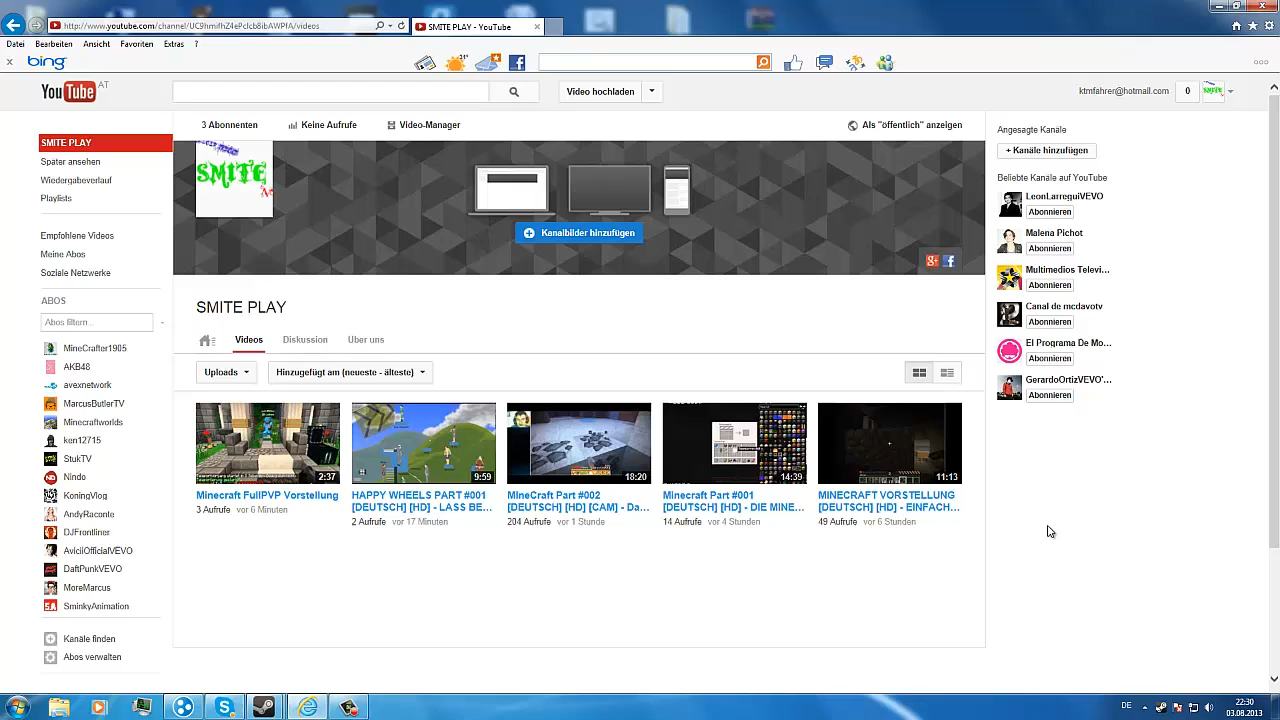 http://www.youtube.com/channel/UC9hmifhZ4ePclcb8ibAWPfA/videos
SMITE PLAY - YouTube
Datei Bearbeiten Ansicht Favoriten Extras ?
bing
31°
YouTube AT
Video hochladen
ktmfahrer@hotmail.com 0
3 Abonnenten Keine Aufrufe Video-Manager Als "öffentlich" anzeigen
SMITE PLAY
Später ansehen
Wiedergabeverlauf
Playlists
Empfohlene Videos
Meine Abos
Soziale Netzwerke
ABOS
Abos filtern...
MineCrafter1905
AKB48
avexnetwork
MarcusButlerTV
Minecraftworlds
ken12715
StukTV
Nindo
KoningVlog
AndyRaconte
DJFrontliner
AviciiOfficialVEVO
DaftPunkVEVO
MoreMarcus
SminkyAnimation
Kanäle finden
Abos verwalten
SMITE
Kanalbilder hinzufügen
SMITE PLAY
Videos Diskussion Über uns
Uploads Hinzugefügt am (neueste - älteste)
2:37
Minecraft FullPVP Vorstellung
3 Aufrufe vor 6 Minuten
9:59
HAPPY WHEELS PART #001
[DEUTSCH] [HD] - LASS BE...
2 Aufrufe vor 17 Minuten
18:20
MIneCraft Part #002
[DEUTSCH] [HD] [CAM] - Da...
204 Aufrufe vor 1 Stunde
14:39
Minecraft Part #001
[DEUTSCH] [HD] - DIE MINE...
14 Aufrufe vor 4 Stunden
11:13
MINECRAFT VORSTELLUNG
[DEUTSCH] [HD] - EINFACH...
49 Aufrufe vor 6 Stunden
Angesagte Kanäle
+ Kanäle hinzufügen
Beliebte Kanäle auf YouTube
LeonLarreguiVEVO
Abonnieren
Malena Pichot
Abonnieren
Multimedios Televi...
Abonnieren
Canal de mcdavotv
Abonnieren
El Programa De Mo...
Abonnieren
GerardoOrtizVEVO'...
Abonnieren
DE
22:30
03.08.2013